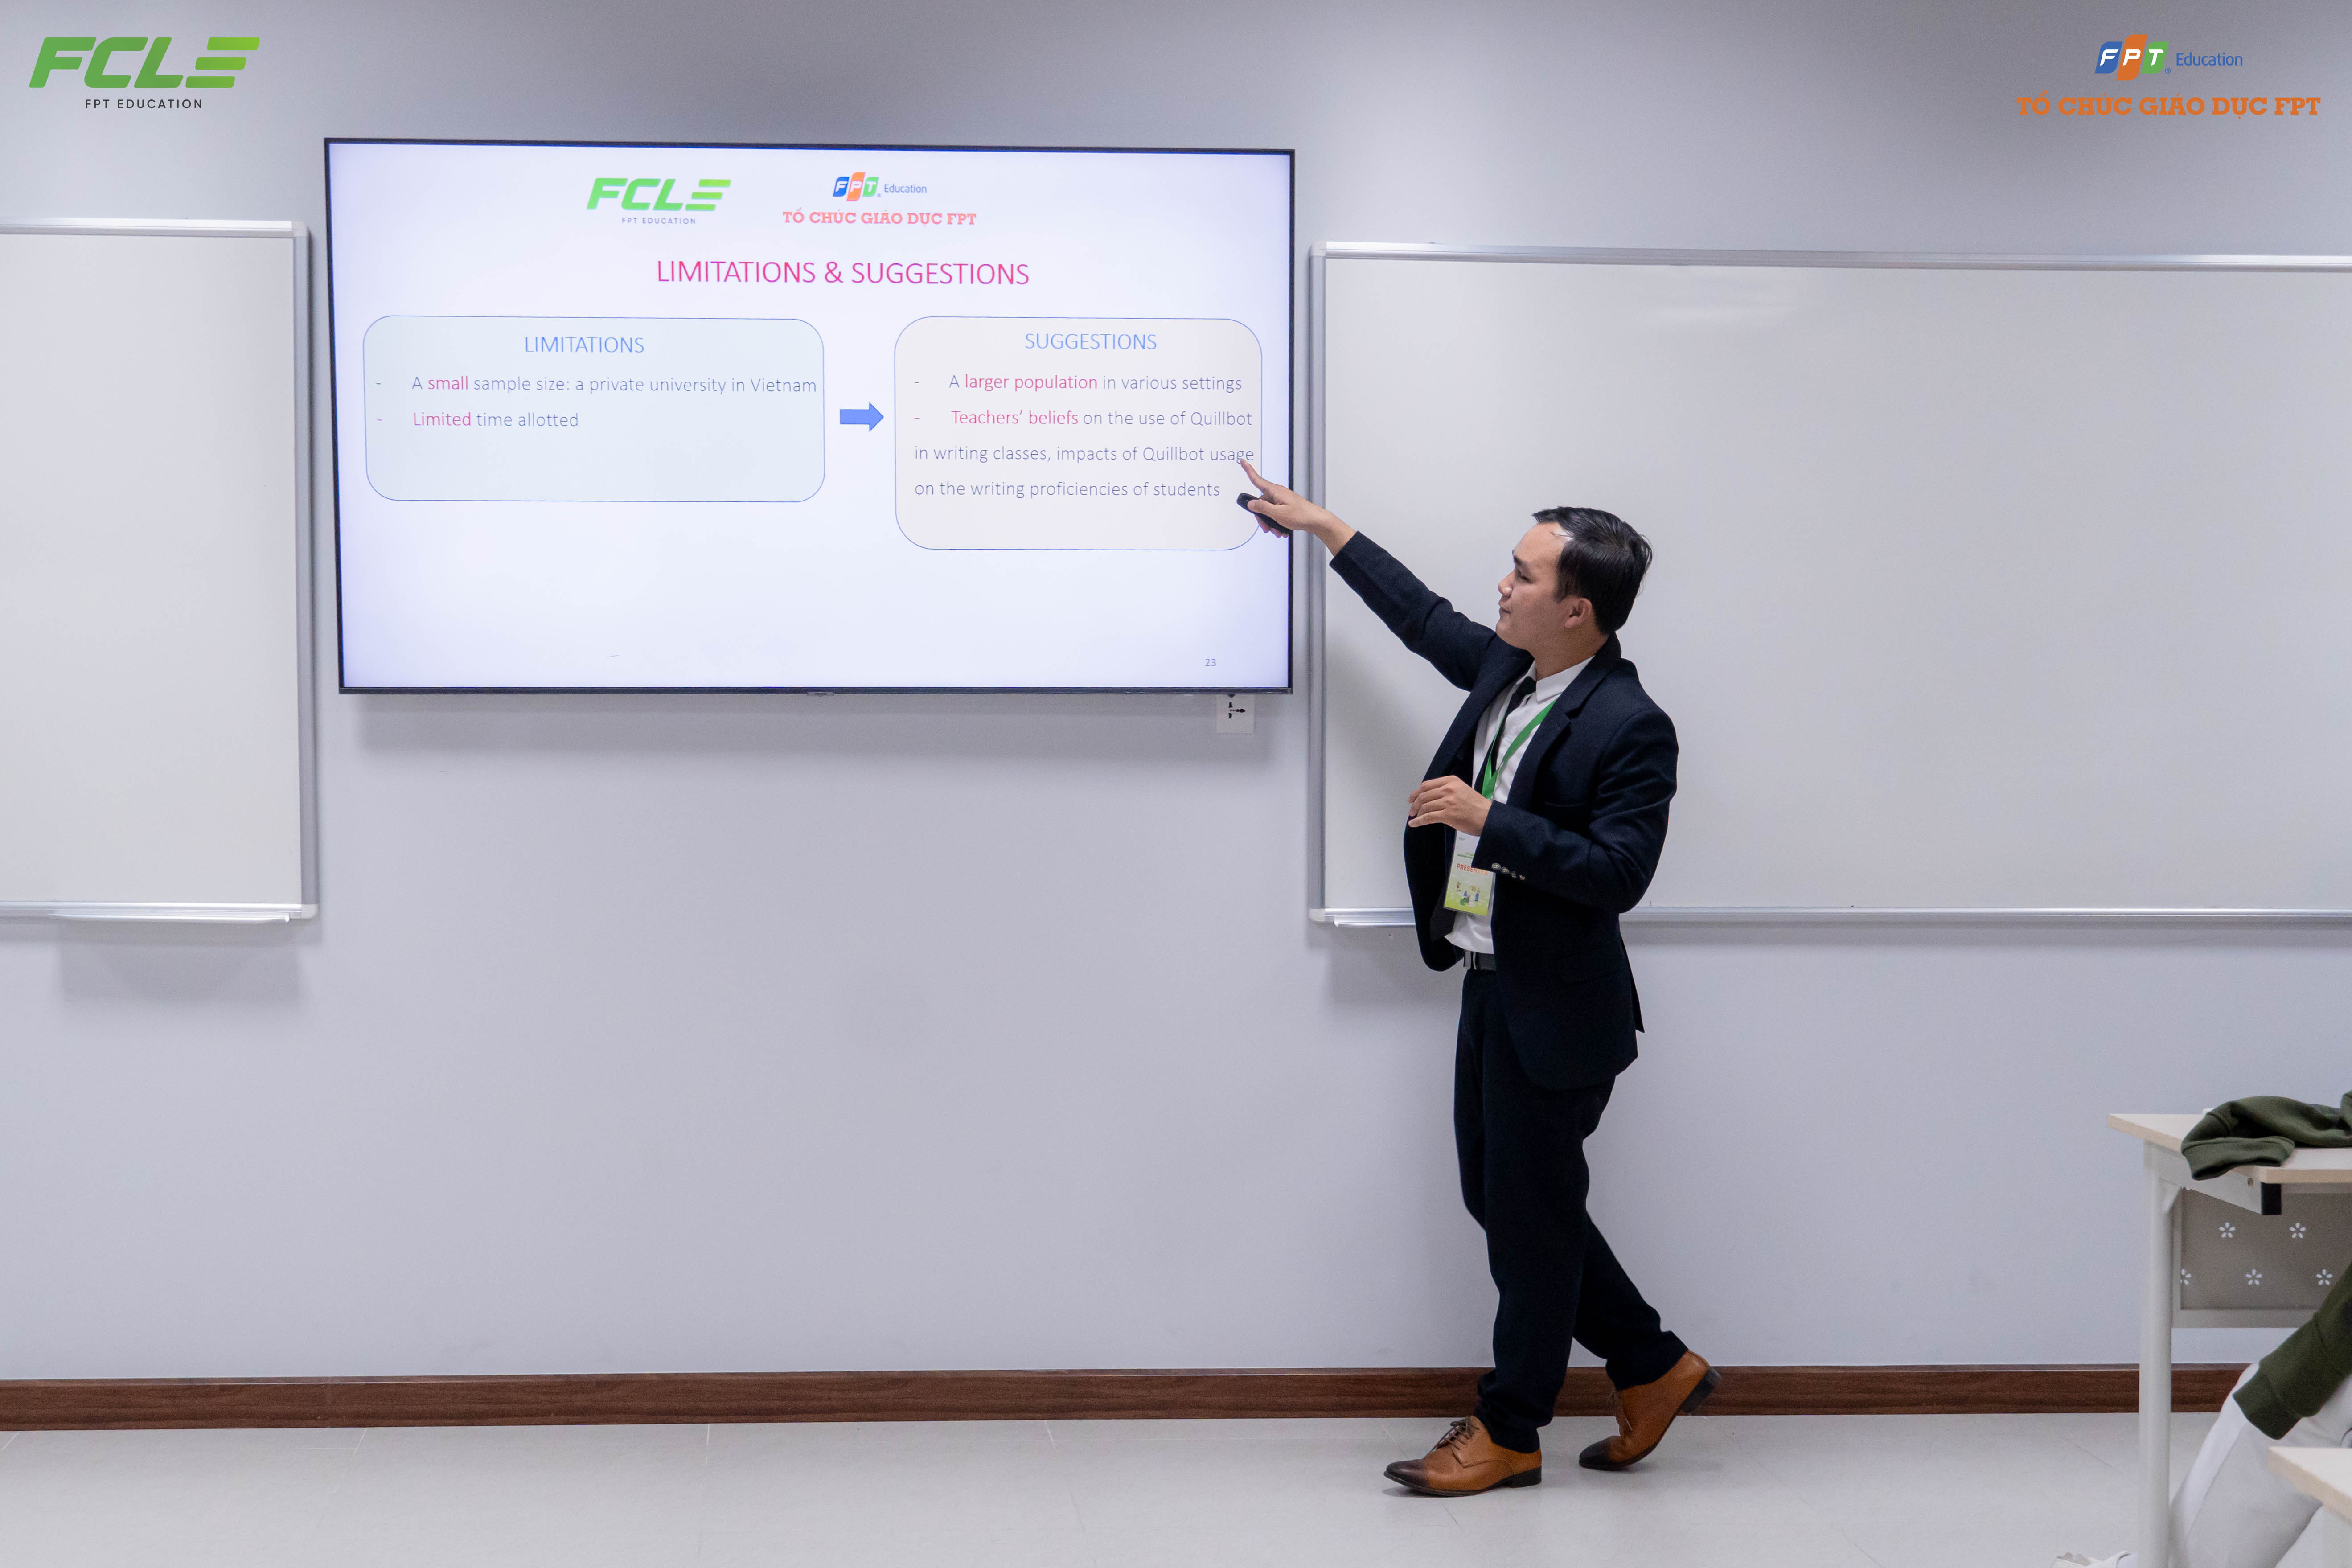 FCLE
FPT EDUCATION
FPT Education
TỔ CHỨC GIÁO DỤC FPT
FCLE
FPT EDUCATION
FPT Education
TỔ CHỨC GIÁO DỤC FPT
LIMITATIONS & SUGGESTIONS
LIMITATIONS
- A small sample size: a private university in Vietnam
- Limited time allotted
SUGGESTIONS
- A larger population in various settings
- Teachers’ beliefs on the use of Quillbot
in writing classes, impacts of Quillbot usage
on the writing proficiencies of students
23